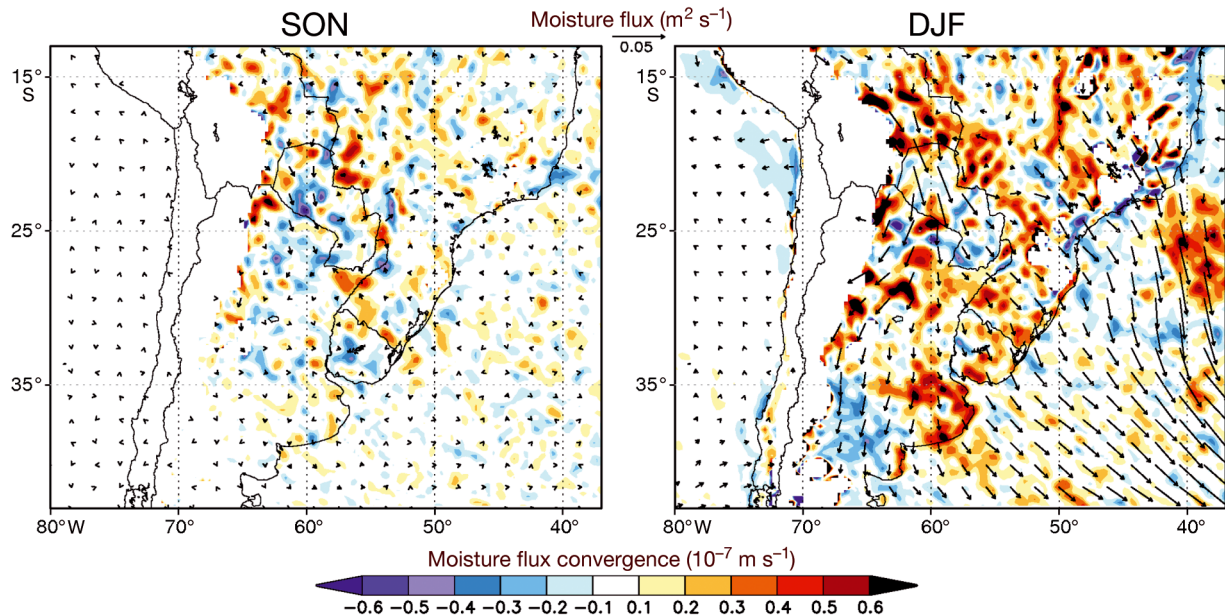 SON
Moisture flux (m² s⁻¹)
0.05
DJF
15°
S
25°
35°
80°W 70° 60° 50° 40°
15°
S
25°
35°
80°W 70° 60° 50° 40°
Moisture flux convergence (10⁻⁷ m s⁻¹)
−0.6 −0.5 −0.4 −0.3 −0.2 −0.1 0.1 0.2 0.3 0.4 0.5 0.6